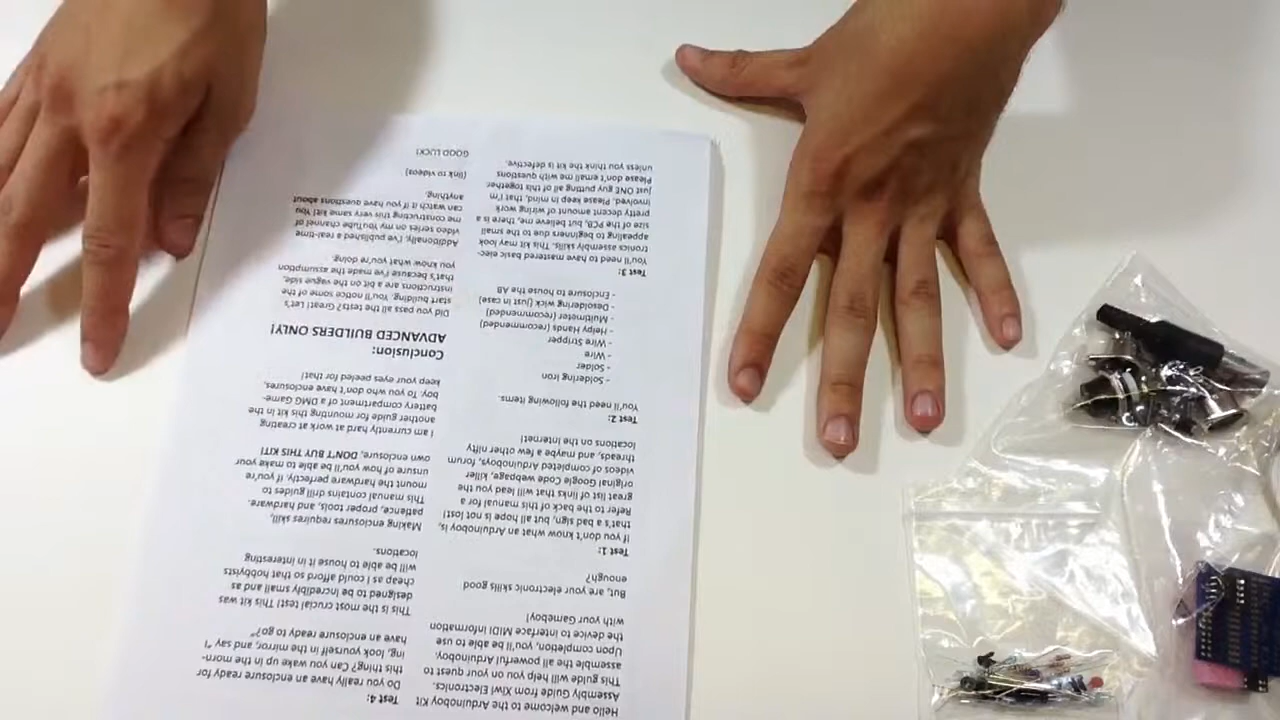 Hello and welcome to the Arduinoboy Kit
Assembly Guide from Kiwi Electronics.
This guide will help you on your quest to
assemble the all powerful Arduinoboy.
Upon completion, you'll be able to use
the device to interface MIDI information
with your Gameboy!
But, are your electronic skills good
enough?
Test 1:
If you don't know what an Arduinoboy is,
that's a bad sign, but all hope is not lost!
Refer to the back of this manual for a
great list of links that will lead you the
original Google Code webpage, killer
videos of completed Arduinoboys, forum
threads, and maybe a few other nifty
locations on the Internet!
Test 2:
You'll need the following items.
- Soldering Iron
- Solder
- Wire
- Wire Stripper
- Helpy Hands (recommended)
- Multimeter (recommended)
- Desoldering wick (just in case)
- Enclosure to house the AB
Test 3:
You'll need to have mastered basic elec-
tronics assembly skills. This kit may look
appealing to beginners due to the small
size of the PCB, but believe me, there is a
pretty decent amount of wiring work
involved. Please keep in mind, that I'm
just ONE guy putting all of this together.
Please don't email me with questions
unless you think the kit is defective.
Test 4:
Do you really have an enclosure ready for
this thing? Can you wake up in the morn-
ing, look yourself in the mirror, and say "I
have an enclosure ready to go?"
This is the most crucial test! This kit was
designed to be incredibly small and as
cheap as I could afford so that hobbyists
will be able to house it in interesting
locations.
Making enclosures requires skill,
patience, proper tools, and hardware.
This manual contains drill guides to
mount the hardware perfectly. If you're
unsure of how you'll be able to make your
own enclosure, DON'T BUY THIS KIT!
I am currently hard at work at creating
another guide for mounting this kit in the
battery compartment of a DMG Game-
boy. To you who don't have enclosures,
keep your eyes peeled for that!
Conclusion:
ADVANCED BUILDERS ONLY!
Did you pass all the tests? Great! Let's
start building. You'll notice some of the
instructions are a bit on the vague side,
that's because I've made the assumption
you know what you're doing.
Additionally, I've published a real-time
video series on my YouTube channel of
me constructing this very same kit! You
can watch it if you have questions about
anything.
(link to videos)
GOOD LUCK!